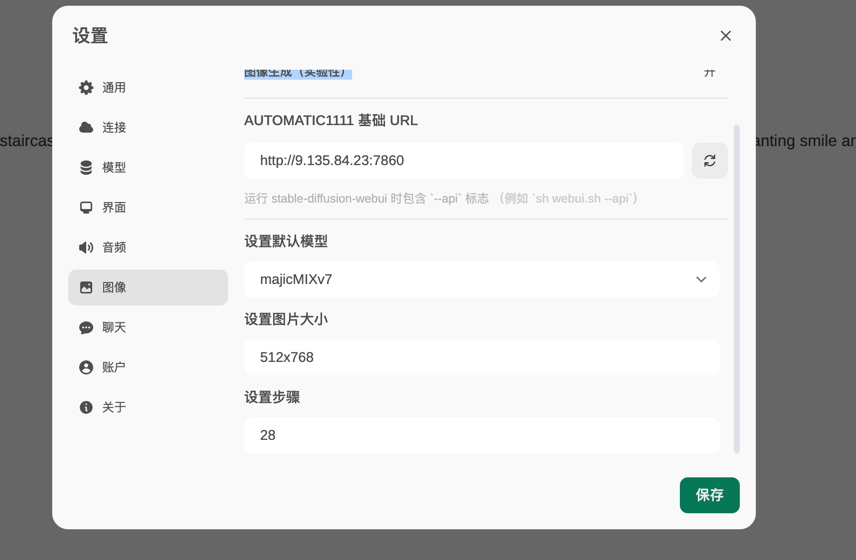 设置
通用
连接
模型
界面
音频
图像
聊天
账户
关于
图像生成（实验性）
开
AUTOMATIC1111 基础 URL
http://9.135.84.23:7860
运行 stable-diffusion-webui 时包含 `--api` 标志 （例如 `sh webui.sh --api`）
设置默认模型
majicMIXv7
设置图片大小
512x768
设置步骤
28
保存
staircas
anting smile an